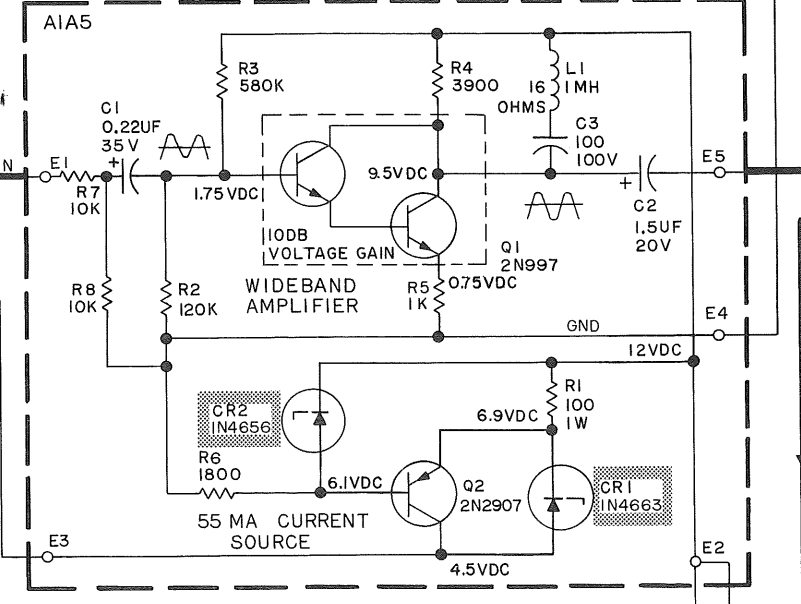 A1A5
R3
580K
R4
3900
16
OHMS
L1
1MH
C1
0.22UF
35V
+
C3
100
100V
N
E1
R7
10K
1.75VDC
9.5VDC
E5
+
C2
1.5UF
20V
10DB
VOLTAGE GAIN
Q1
2N997
R8
10K
R2
120K
WIDEBAND
AMPLIFIER
R5
1K
0.75VDC
GND
E4
12VDC
CR2
1N4656
R1
100
1W
6.9VDC
R6
1800
6.1VDC
Q2
2N2907
CR1
1N4663
55 MA CURRENT
SOURCE
E3
4.5VDC
E2